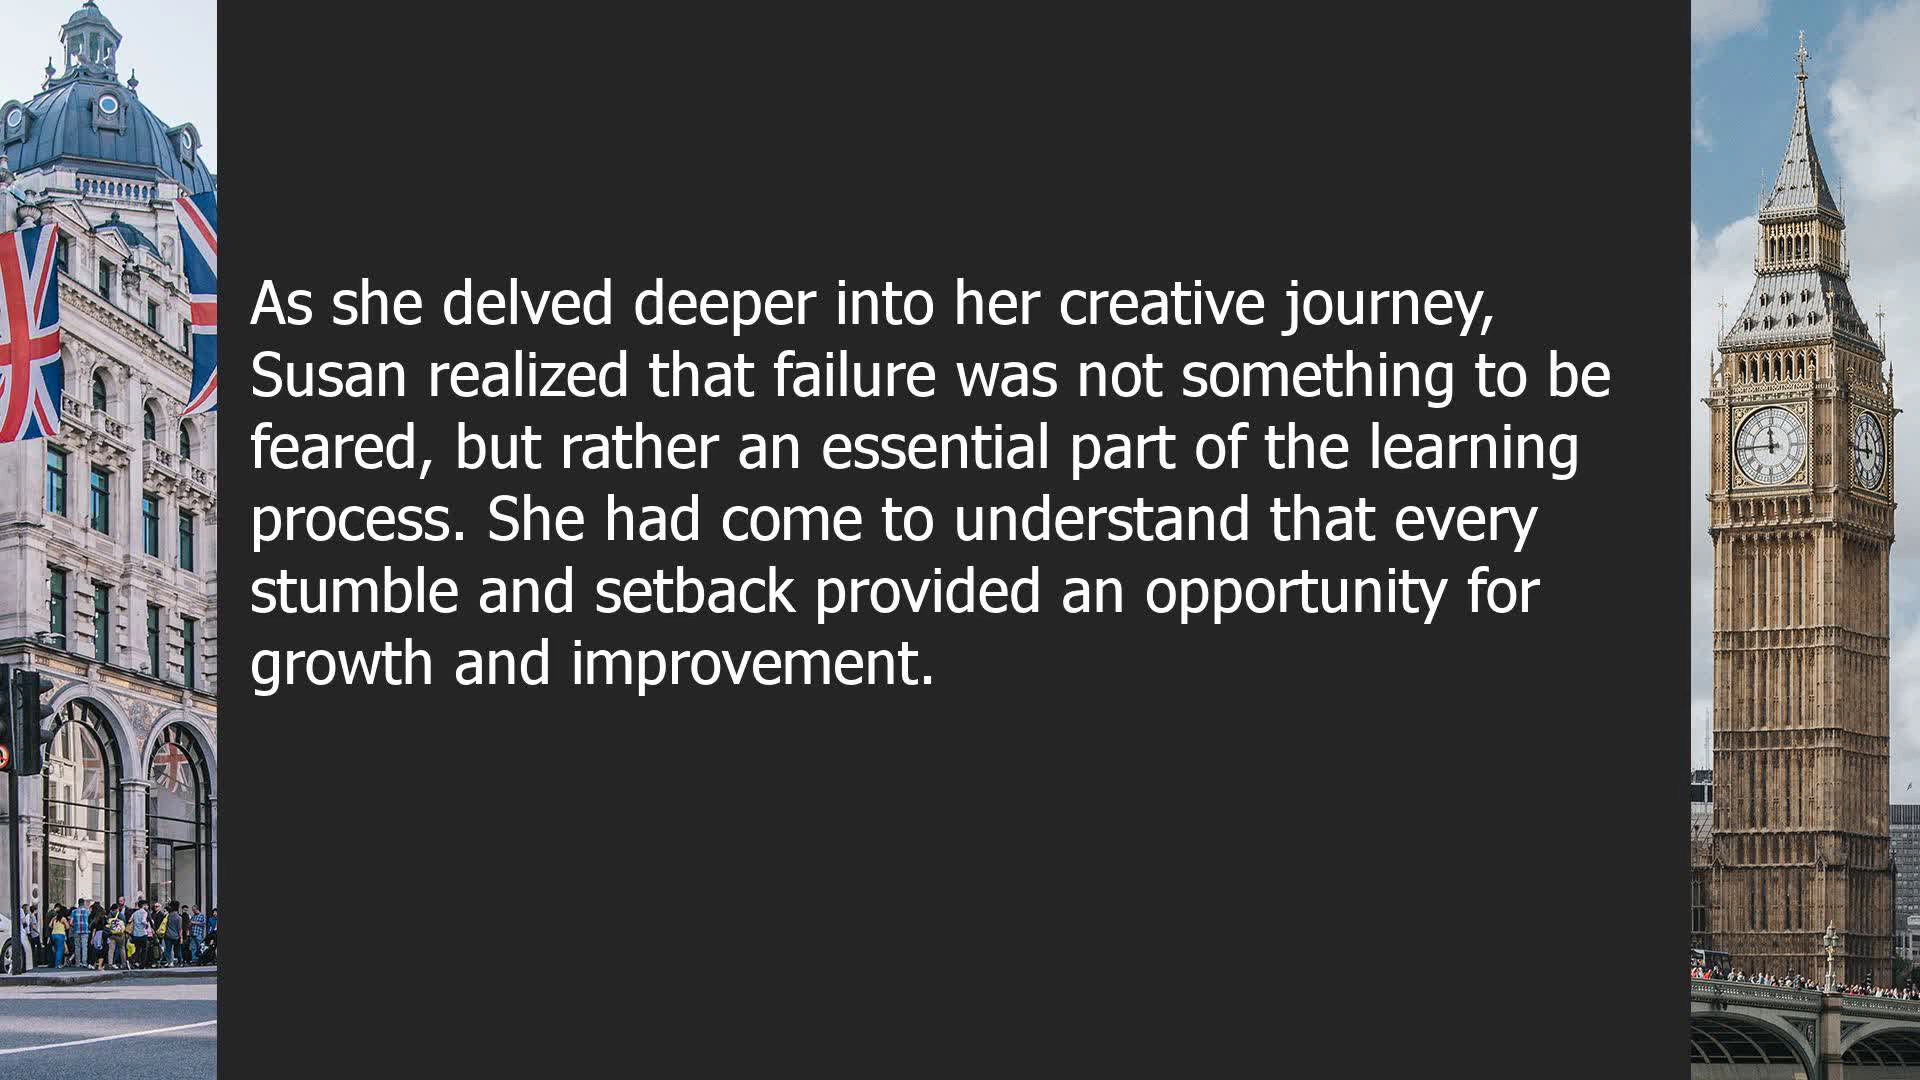 As she delved deeper into her creative journey,
Susan realized that failure was not something to be
feared, but rather an essential part of the learning
process. She had come to understand that every
stumble and setback provided an opportunity for
growth and improvement.